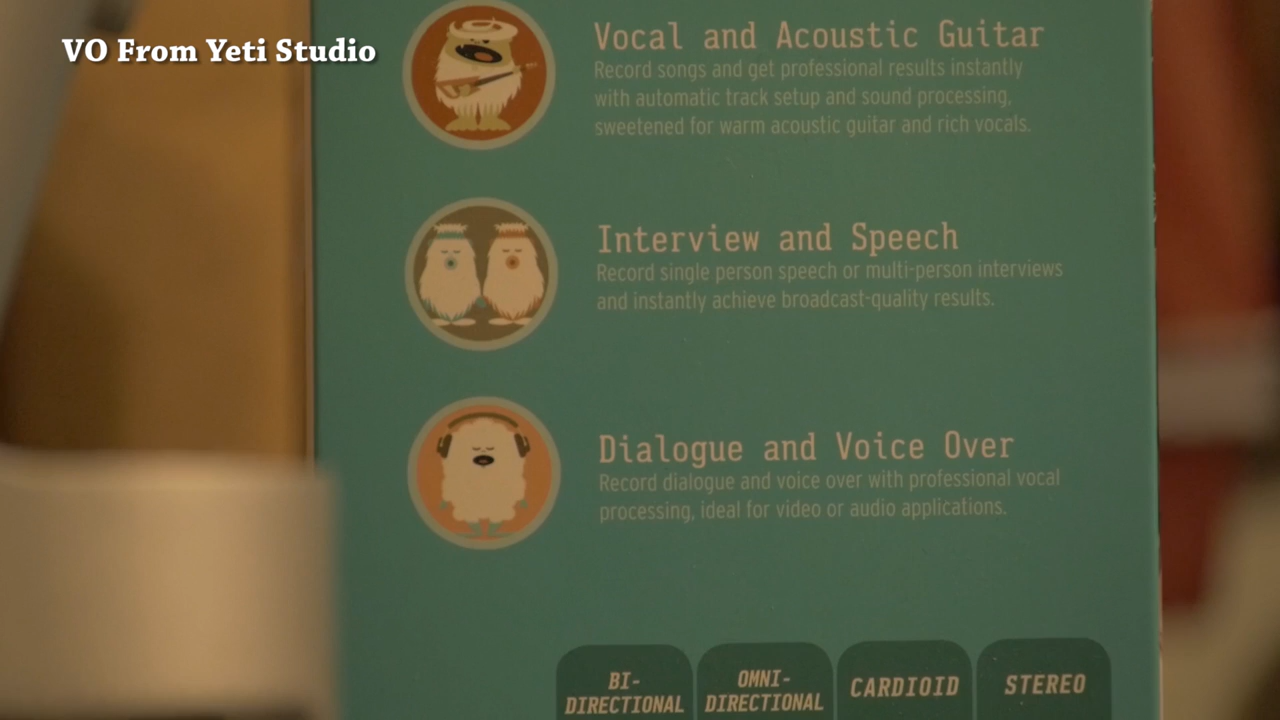 VO From Yeti Studio
Vocal and Acoustic Guitar
Record songs and get professional results instantly
with automatic track setup and sound processing,
sweetened for warm acoustic guitar and rich vocals.
Interview and Speech
Record single person speech or multi-person interviews
and instantly achieve broadcast-quality results.
Dialogue and Voice Over
Record dialogue and voice over with professional vocal
processing, ideal for video or audio applications.
BI-
DIRECTIONAL
OMNI-
DIRECTIONAL
CARDIOID
STEREO